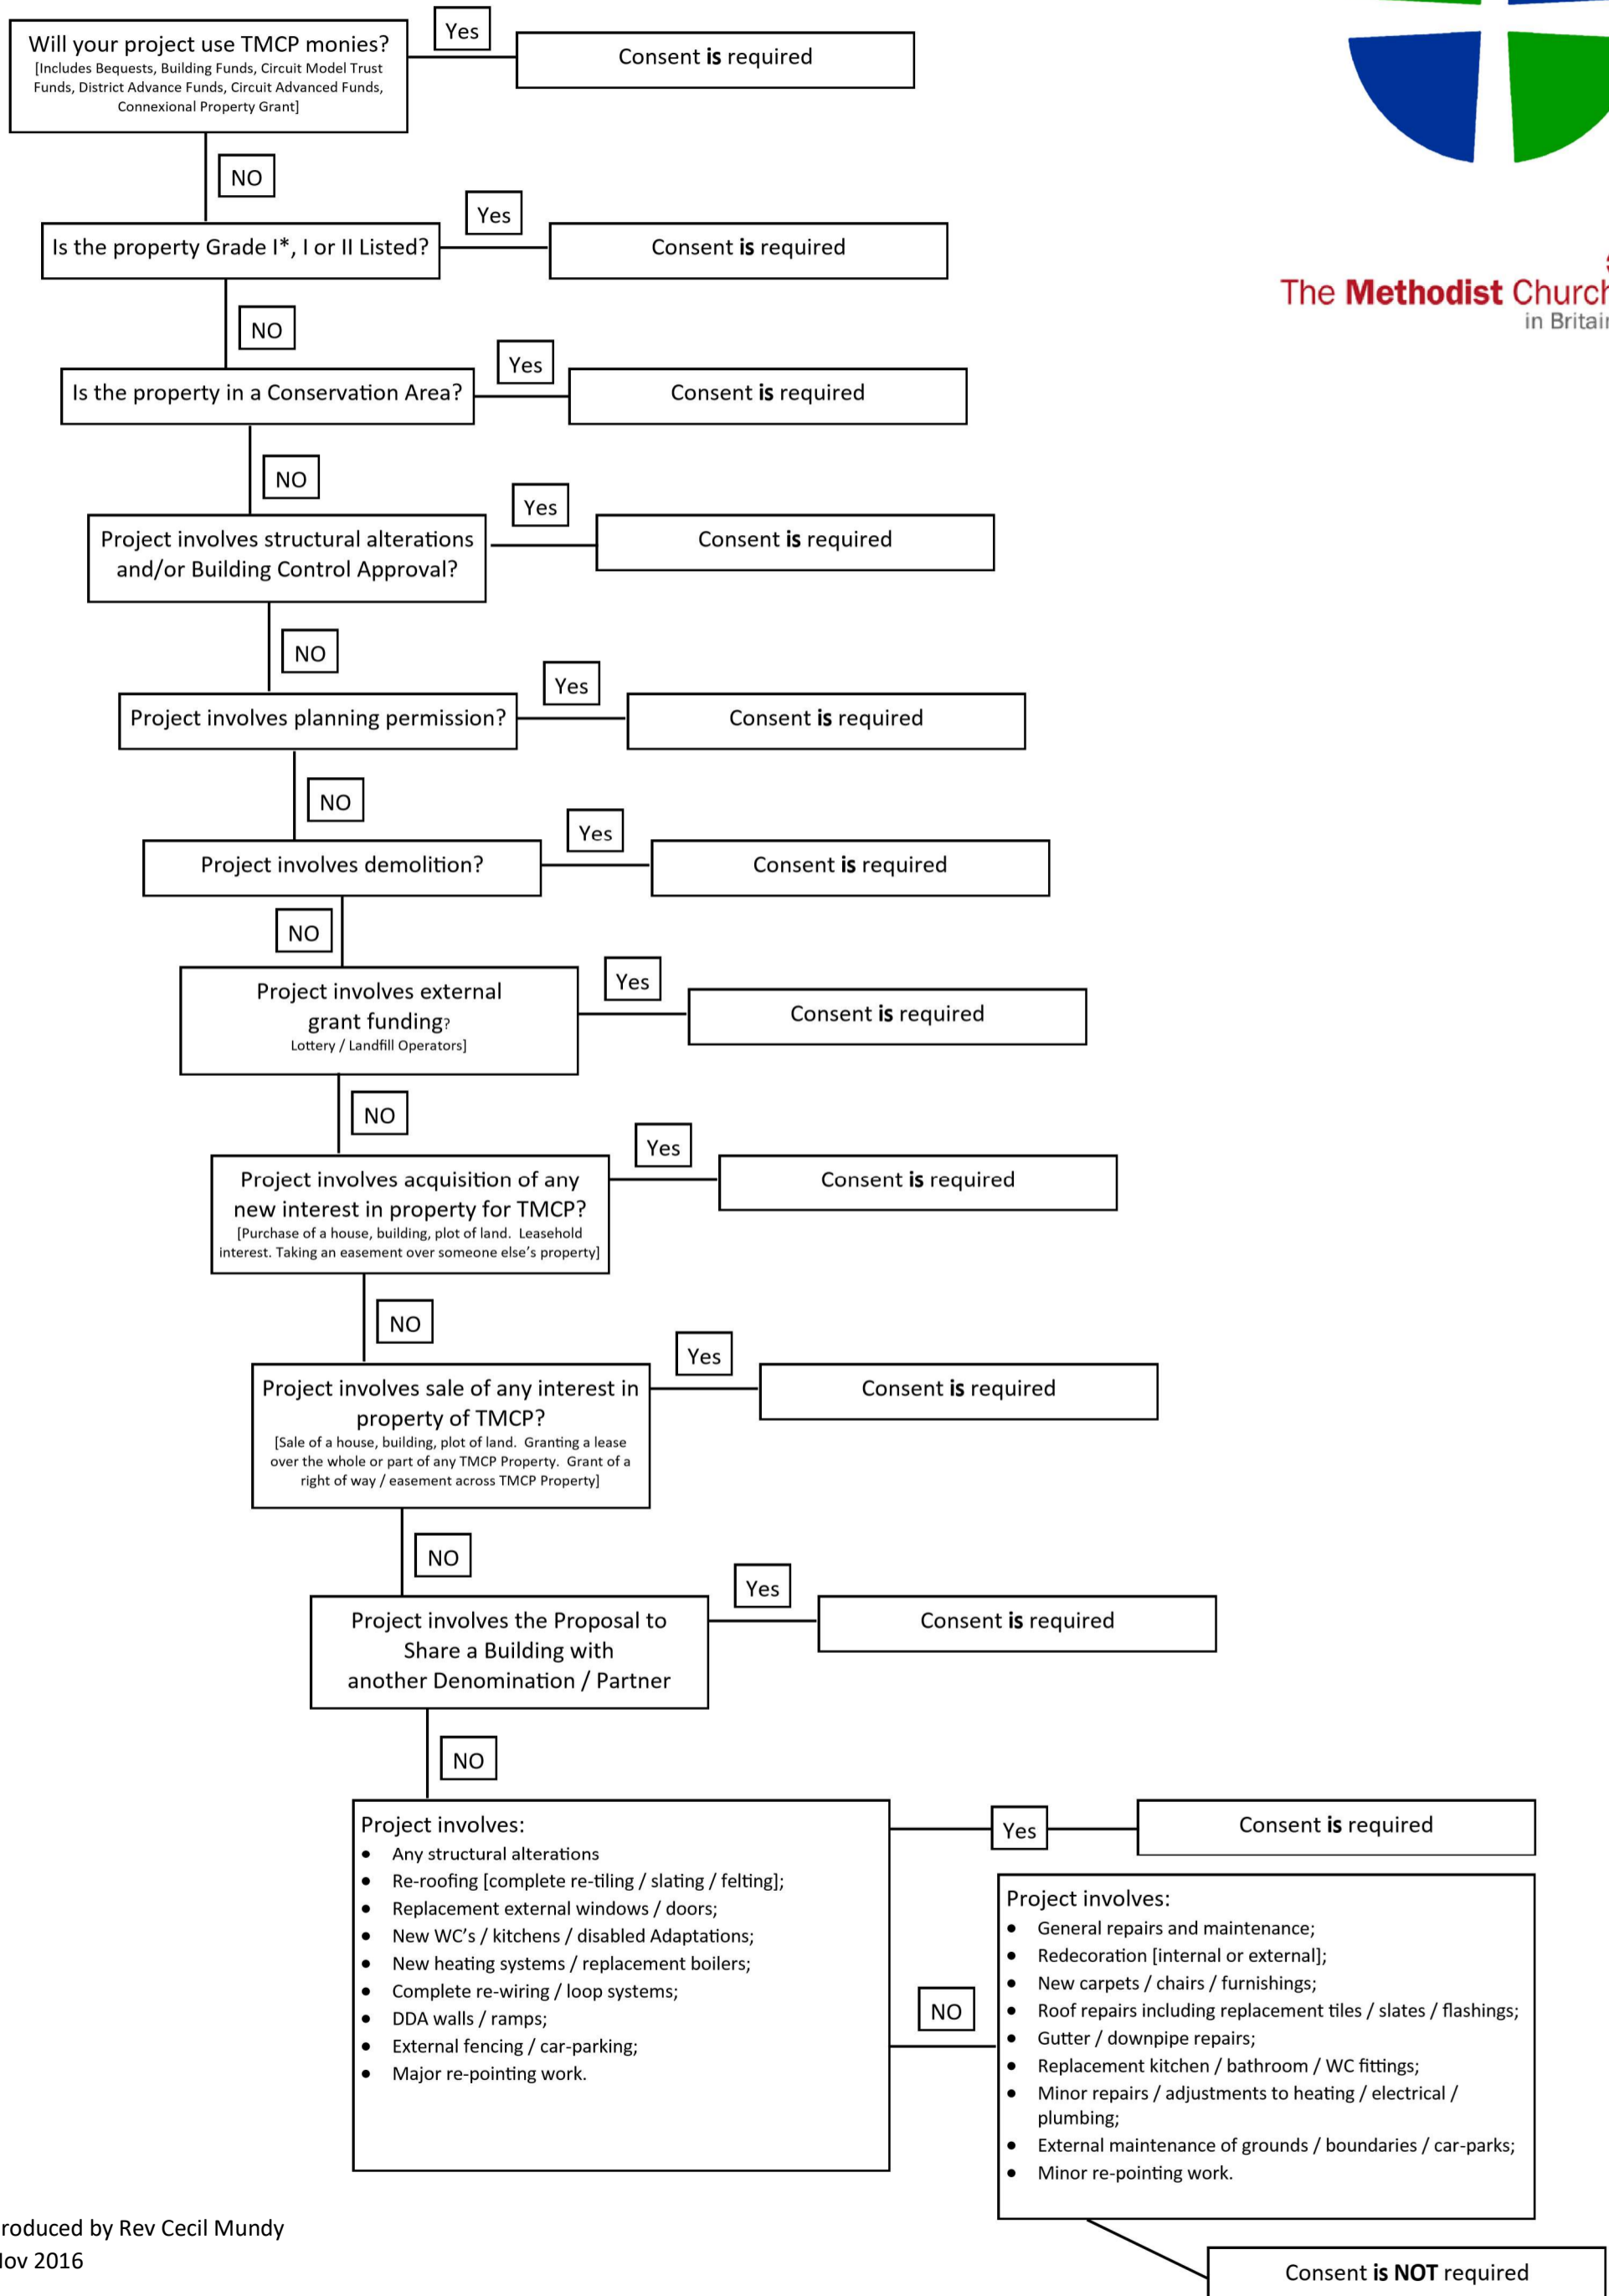 Will your project use TMCP monies?
[Includes Bequests, Building Funds, Circuit Model Trust
Funds, District Advance Funds, Circuit Advanced Funds,
Connexional Property Grant]
Yes
Consent is required
NO
Is the property Grade I*, I or II Listed?
Yes
Consent is required
The Methodist Church
in Britain
NO
Is the property in a Conservation Area?
Yes
Consent is required
NO
Project involves structural alterations
and/or Building Control Approval?
Yes
Consent is required
NO
Project involves planning permission?
Yes
Consent is required
NO
Project involves demolition?
Yes
Consent is required
NO
Project involves external
grant funding?
Lottery / Landfill Operators]
Yes
Consent is required
NO
Project involves acquisition of any
new interest in property for TMCP?
[Purchase of a house, building, plot of land. Leasehold
interest. Taking an easement over someone else's property]
Yes
Consent is required
NO
Project involves sale of any interest in
property of TMCP?
[Sale of a house, building, plot of land. Granting a lease
over the whole or part of any TMCP Property. Grant of a
right of way / easement across TMCP Property]
Yes
Consent is required
NO
Project involves the Proposal to
Share a Building with
another Denomination / Partner
Yes
Consent is required
NO
Project involves:
• Any structural alterations
• Re-roofing [complete re-tiling / slating / felting];
• Replacement external windows / doors;
• New WC's / kitchens / disabled Adaptations;
• New heating systems / replacement boilers;
• Complete re-wiring / loop systems;
• DDA walls / ramps;
• External fencing / car-parking;
• Major re-pointing work.
Yes
Consent is required
NO
Project involves:
• General repairs and maintenance;
• Redecoration [internal or external];
• New carpets / chairs / furnishings;
• Roof repairs including replacement tiles / slates / flashings;
• Gutter / downpipe repairs;
• Replacement kitchen / bathroom / WC fittings;
• Minor repairs / adjustments to heating / electrical /
plumbing;
• External maintenance of grounds / boundaries / car-parks;
• Minor re-pointing work.
Consent is NOT required
roduced by Rev Cecil Mundy
ov 2016